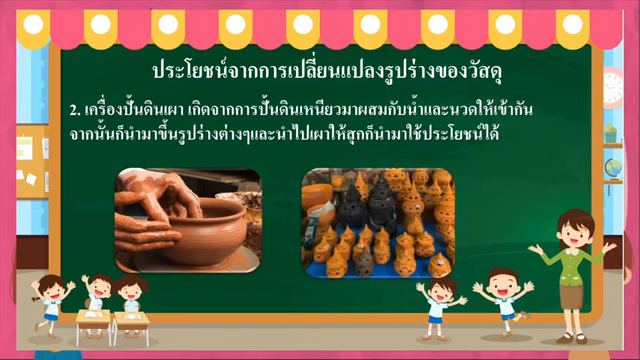 ประโยชน์จากการเปลี่ยนแปลงรูปร่างของวัสดุ
2. เครื่องปั้นดินเผา เกิดจากการปั้นดินเหนียวมาผสมกับน้ำและนวดให้เข้ากัน
จากนั้นก็นำมาขึ้นรูปร่างต่างๆและนำไปเผาให้สุกก็นำมาใช้ประโยชน์ได้